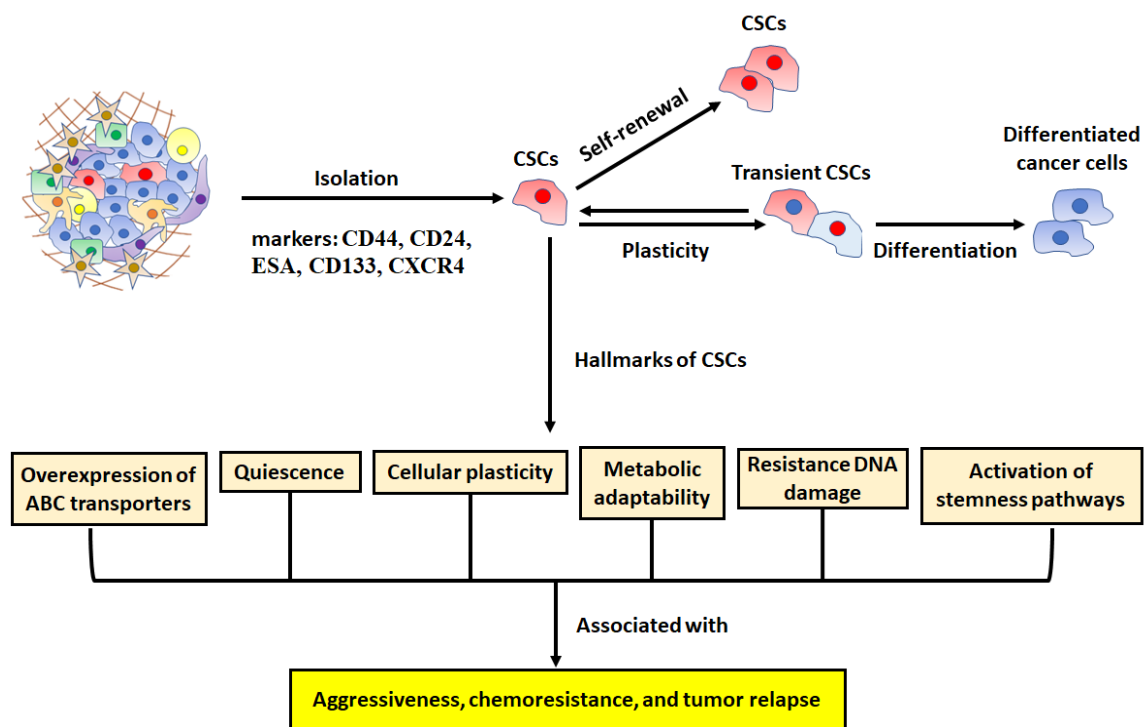 CSCs
Self-renewal
Differentiated
cancer cells
CSCs
Transient CSCs
Isolation
markers: CD44, CD24,
ESA, CD133, CXCR4
Plasticity
Differentiation
Hallmarks of CSCs
Overexpression of
ABC transporters
Quiescence
Cellular plasticity
Metabolic
adaptability
Resistance DNA
damage
Activation of
stemness pathways
Associated with
Aggressiveness, chemoresistance, and tumor relapse